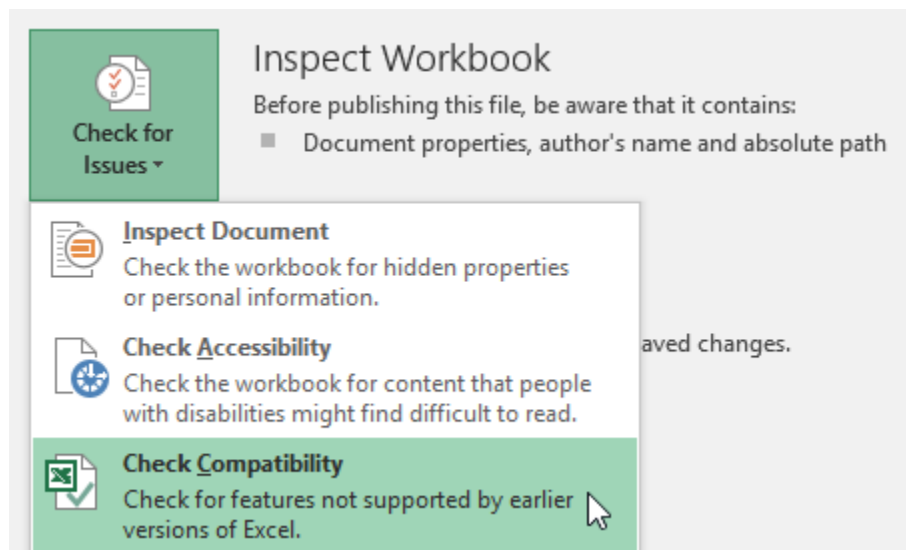 Inspect Workbook
Before publishing this file, be aware that it contains:
Document properties, author's name and absolute path
Check for
Issues
Inspect Document
Check the workbook for hidden properties
or personal information.
Check Accessibility
aved changes.
Check the workbook for content that people
with disabilities might find difficult to read.
Check Compatibility
Check for features not supported by earlier
versions of Excel.